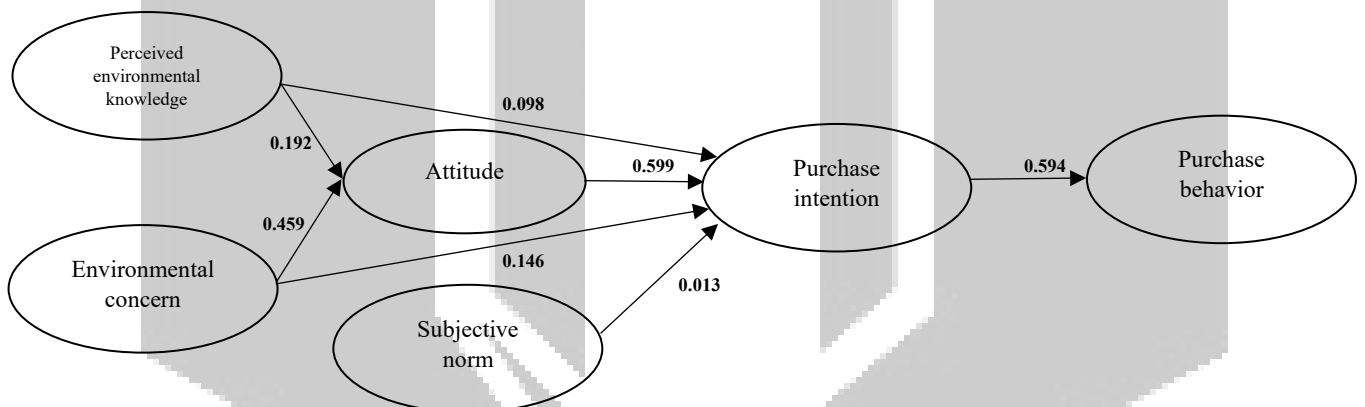 Perceived
environmental
knowledge
0.098
0.192
Attitude
0.599
Purchase
intention
0.594
Purchase
behavior
0.459
Environmental
concern
0.146
0.013
Subjective
norm